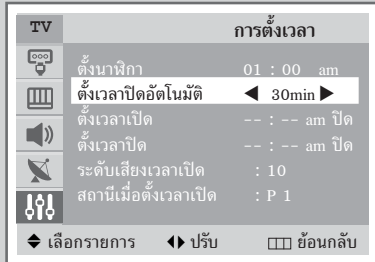 TV
การตั้งเวลา
ตั้งนาฬิกา 01 : 00 am
ตั้งเวลาปิดอัตโนมัติ ◀ 30min ▶
ตั้งเวลาเปิด -- : -- am ปิด
ตั้งเวลาปิด -- : -- am ปิด
ระดับเสียงเวลาเปิด : 10
สถานีเมื่อตั้งเวลาเปิด : P 1
เลือกรายการ ปรับ ย้อนกลับ